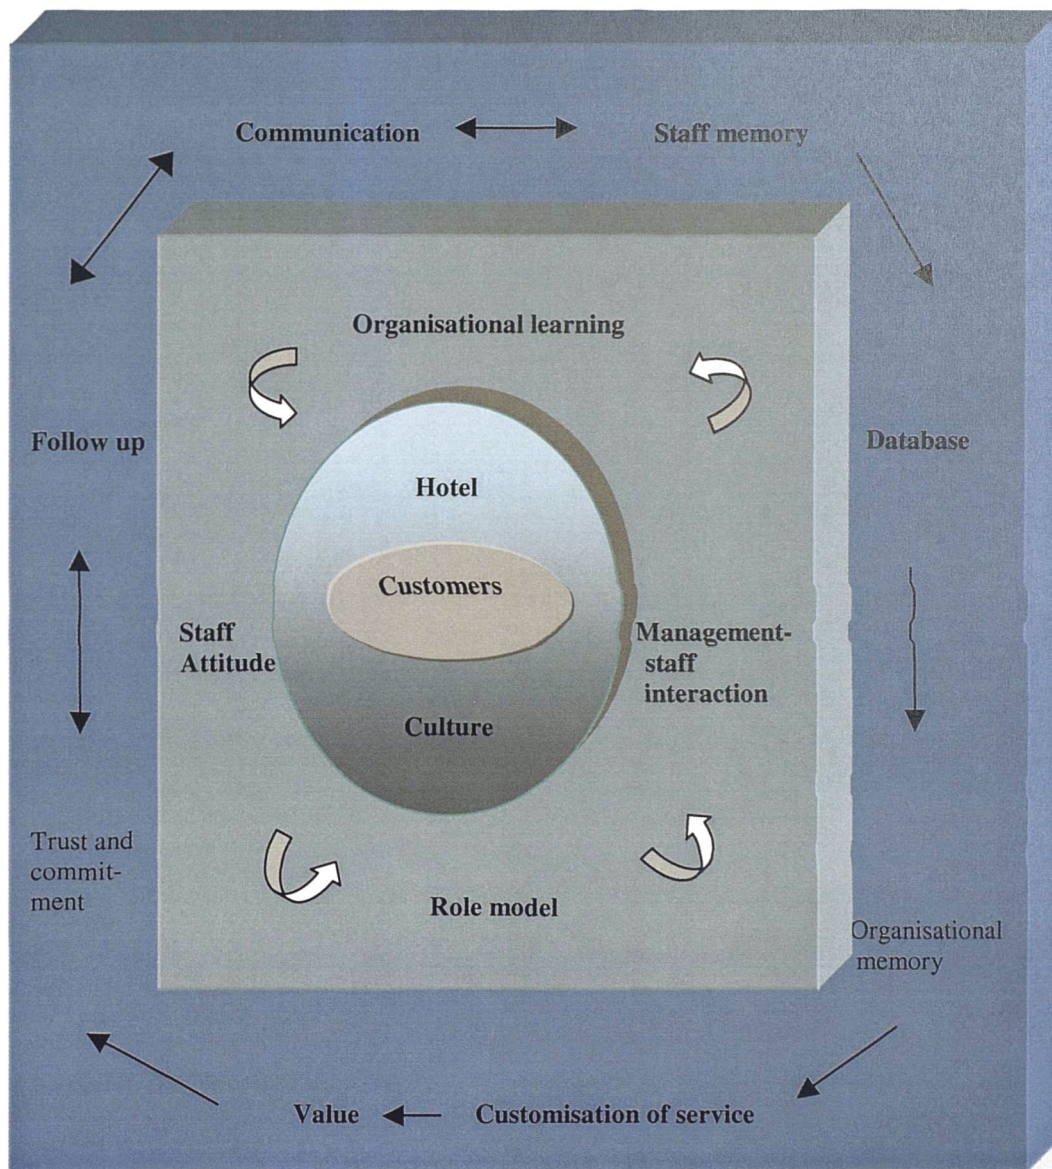 Communication
Staff memory
Organisational learning
Follow up
Database
Hotel
Customers
Staff
Attitude
Management-
staff
interaction
Culture
Trust and
commit-
ment
Role model
Organisational
memory
Value
Customisation of service